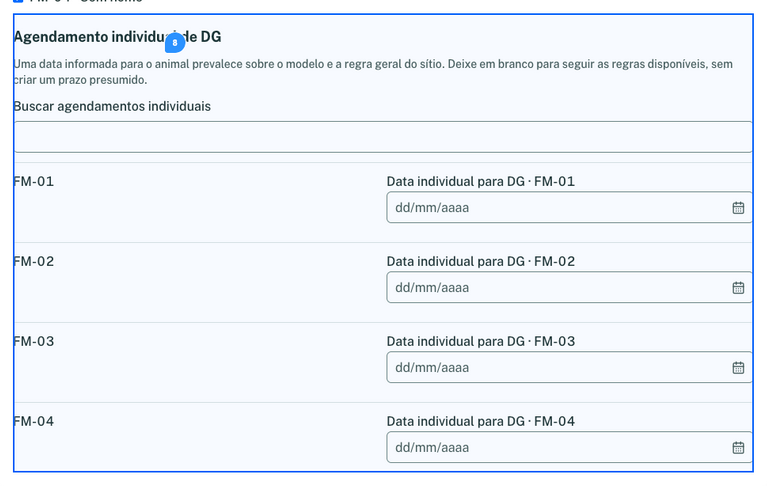 Agendamento individual de DG
8
Uma data informada para o animal prevalece sobre o modelo e a regra geral do sítio. Deixe em branco para seguir as regras disponíveis, sem
criar um prazo presumido.
Buscar agendamentos individuais
FM-01
Data individual para DG · FM-01
dd/mm/aaaa
FM-02
Data individual para DG · FM-02
dd/mm/aaaa
FM-03
Data individual para DG · FM-03
dd/mm/aaaa
FM-04
Data individual para DG · FM-04
dd/mm/aaaa